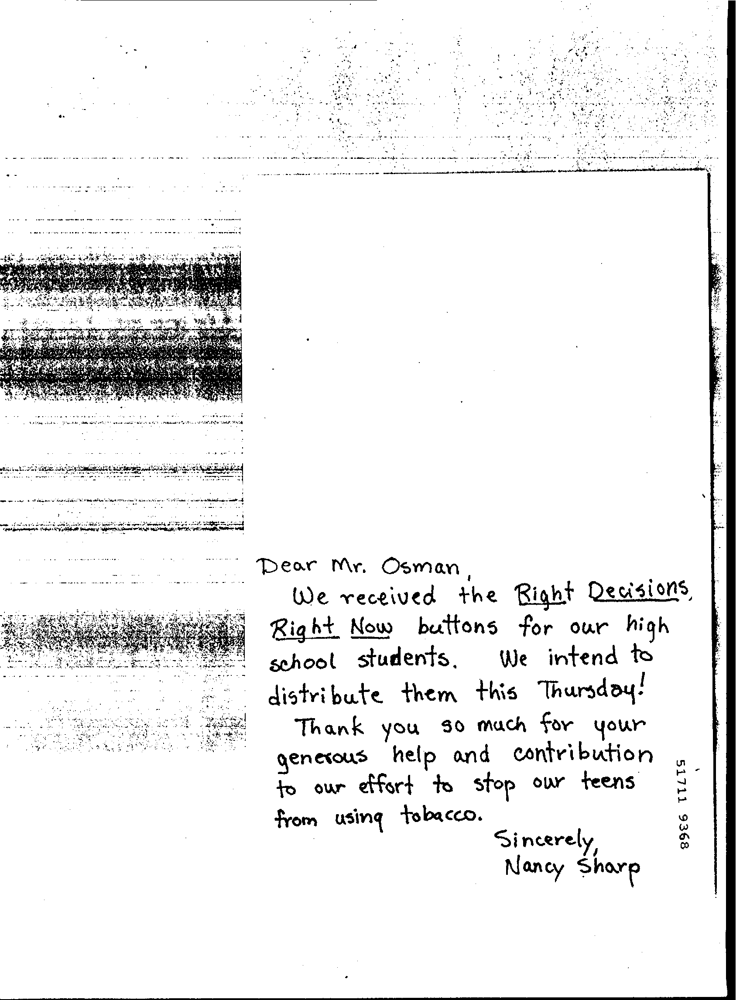 Dear Mr. Osman,
We received the Right Decisions,
Right Now buttons for our high
school students. We intend to
distribute them this Thursday!
Thank you so much for your
generous help and contribution
to our effort to stop our teens
from using tobacco.
Sincerely,
Nancy Sharp
51711 9368